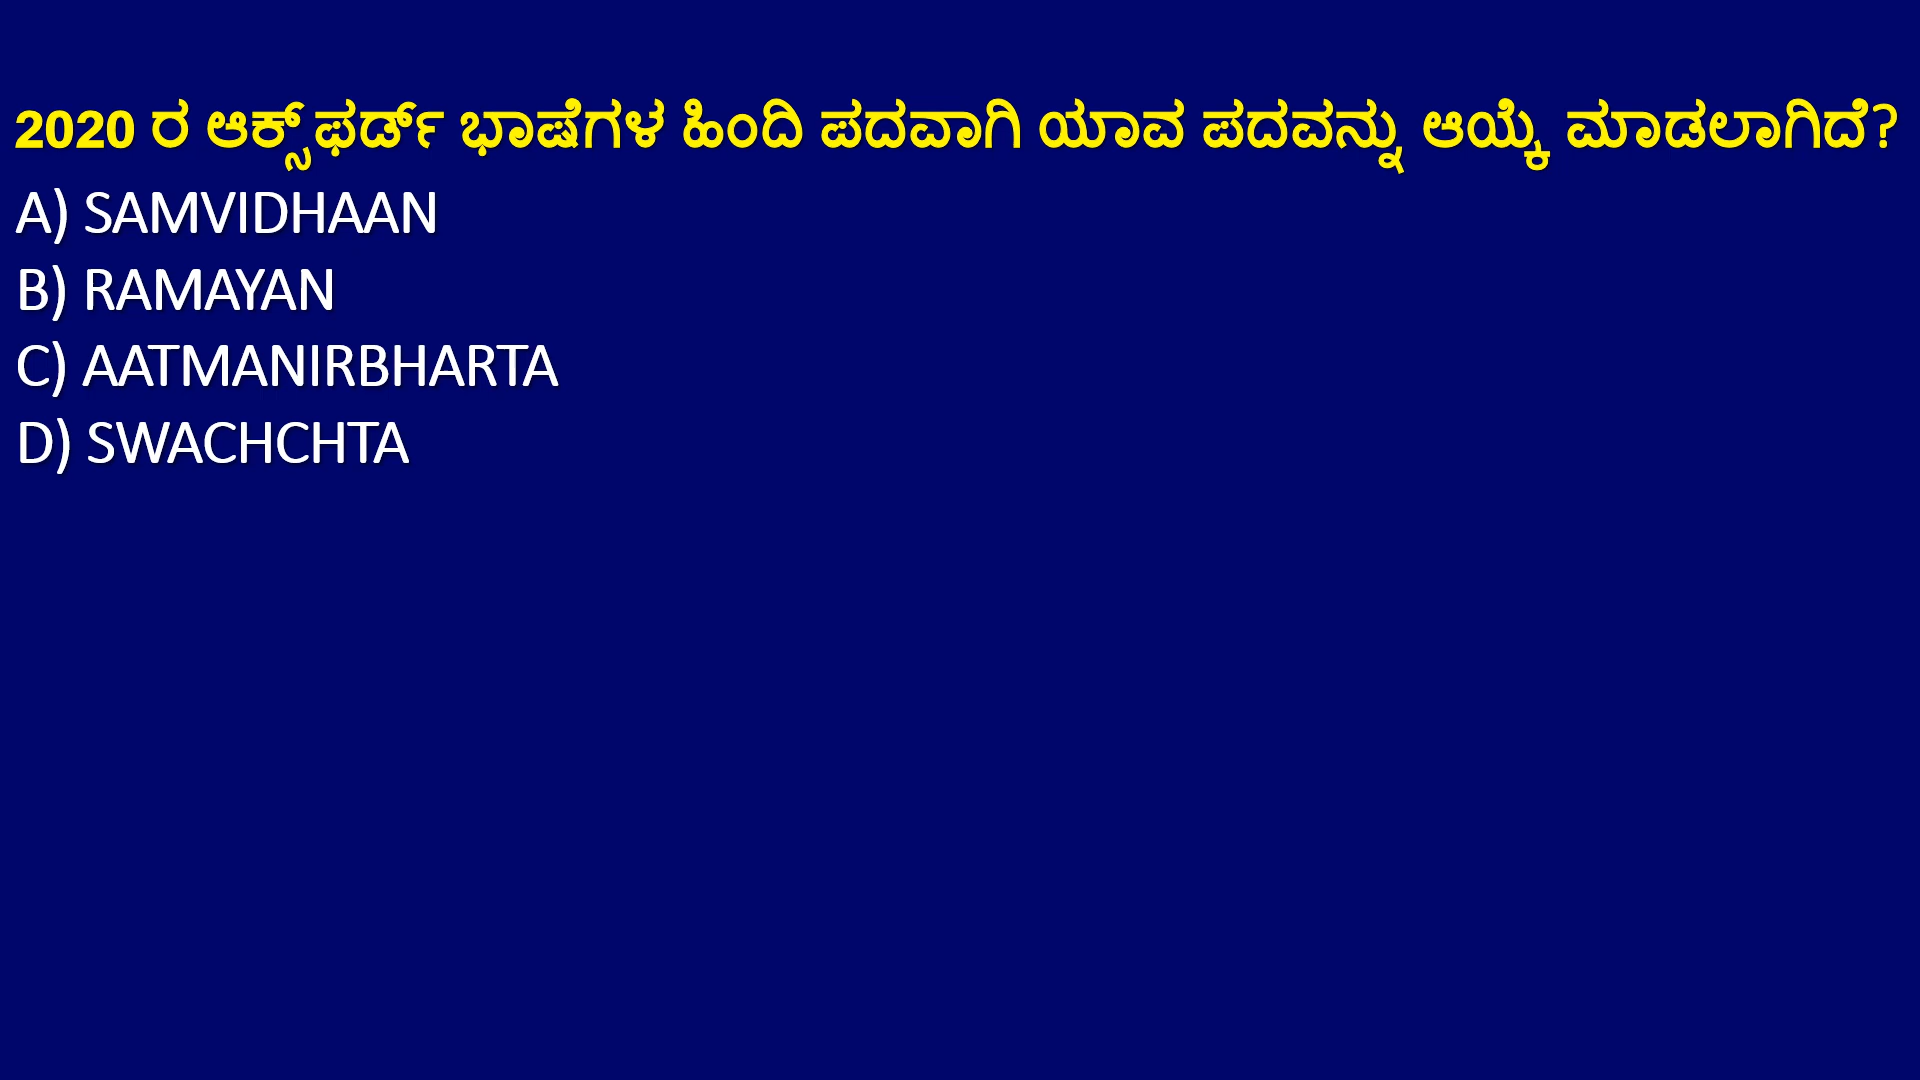 2020 ರ ಆಕ್ಸ್‌ಫರ್ಡ್ ಭಾಷೆಗಳ ಹಿಂದಿ ಪದವಾಗಿ ಯಾವ ಪದವನ್ನು ಆಯ್ಕೆ ಮಾಡಲಾಗಿದೆ?
A) SAMVIDHAAN
B) RAMAYAN
C) AATMANIRBHARTA
D) SWACHCHTA